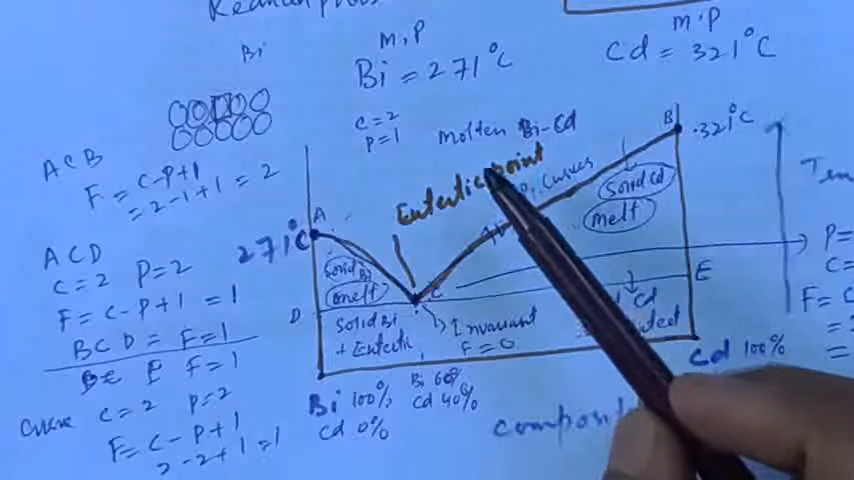 Bi
M.P
Bi = 271°C
M.P
Cd = 321°C
C=2
P=1
molten Bi-Cd
ACB
F = C-P+1
= 2-1+1 = 2
ACD
C=2 P=2
F = C-P+1 = 1
BCD = F=1
F=1
C=2 P=2
F = C-P+1
2-2+1 = 1
A
271°C
B
321°C
Eutectic point
Curves
Solid Cd
melt
Solid Bi
melt
C
D
E
Solid Bi
+ Eutectic
Invariant
F = 0
Cd
Bi 100%
Cd 0%
Bi 60%
Cd 40%
Cd 100%
P=
C=
F= C
=
=